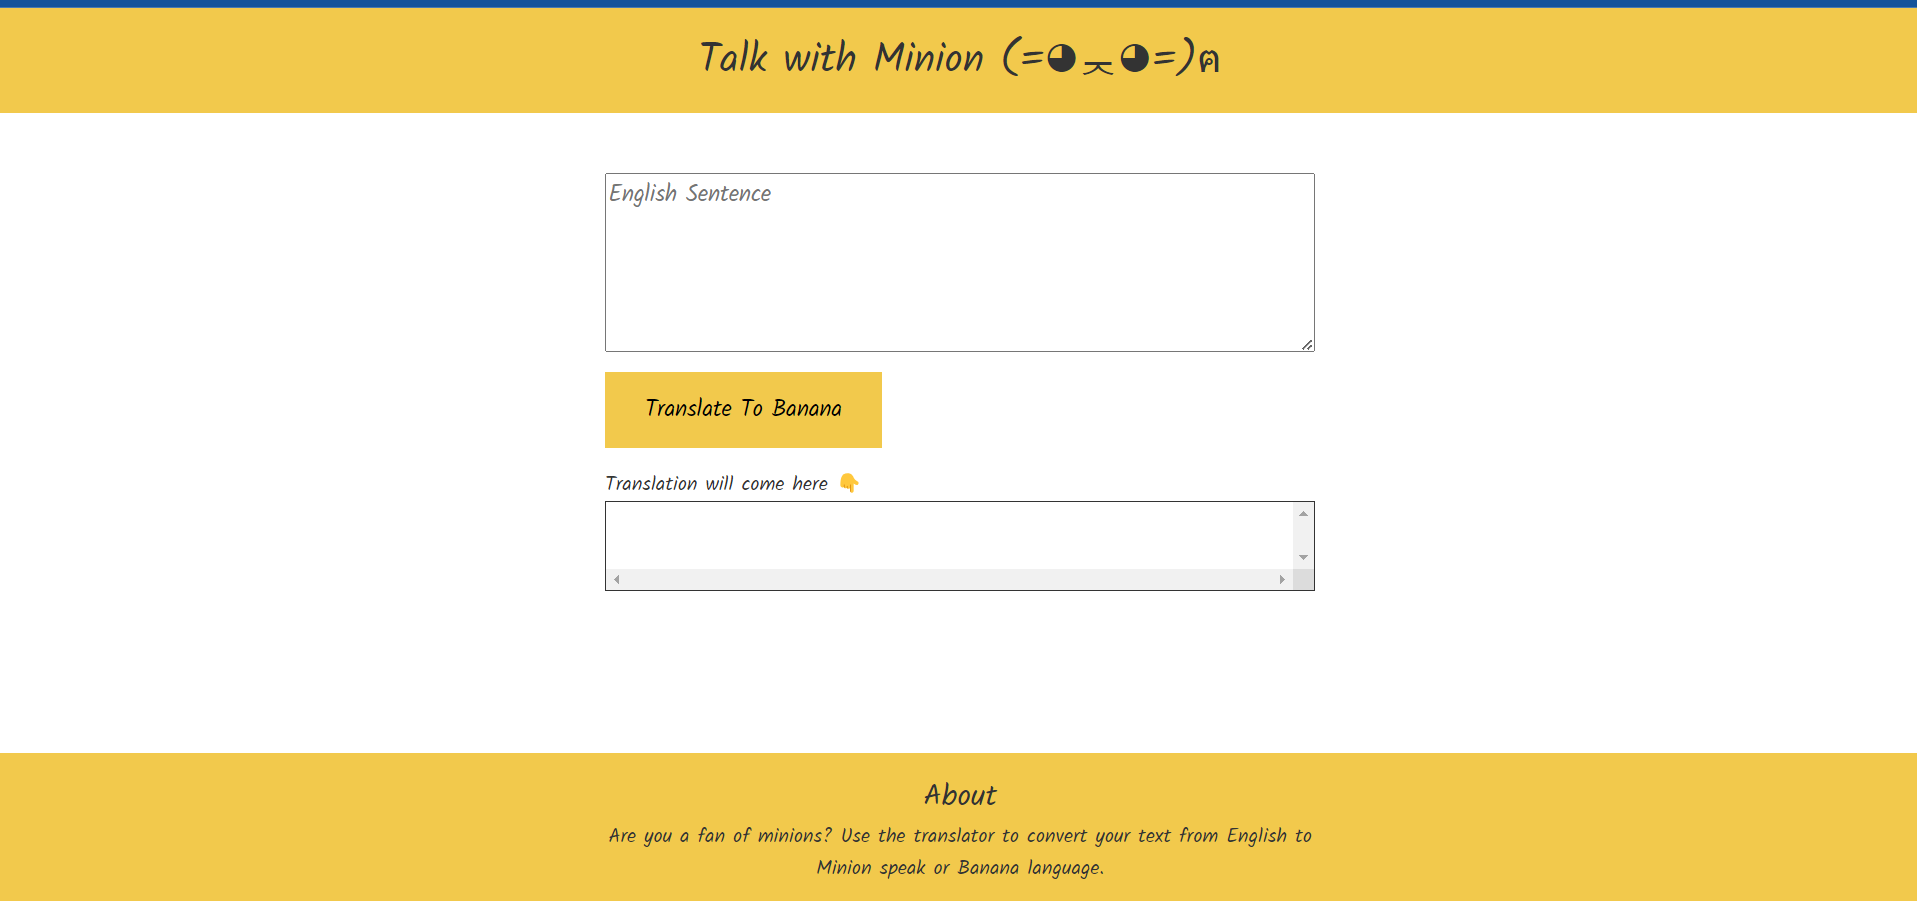 Talk with Minion (=◕ᆽ◕=)ฅ
English Sentence
Translate To Banana
Translation will come here 👇
About
Are you a fan of minions? Use the translator to convert your text from English to
Minion speak or Banana language.